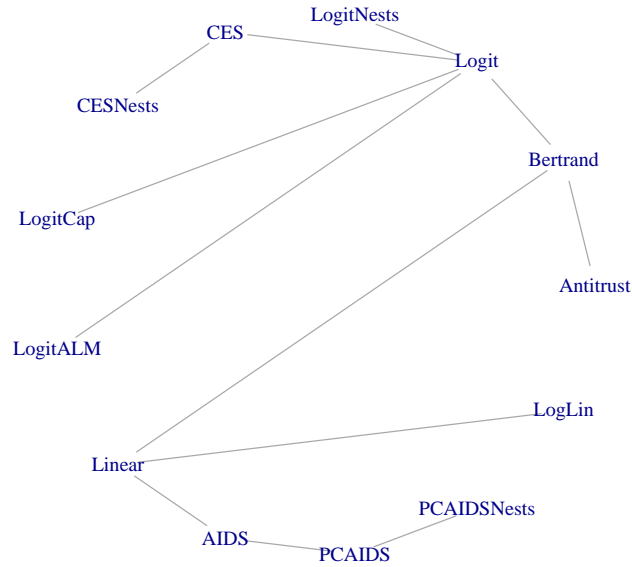 LogitNests
CES
Logit
CESNests
Bertrand
LogitCap
Antitrust
LogitALM
LogLin
Linear
PCAIDSNests
AIDS
PCAIDS